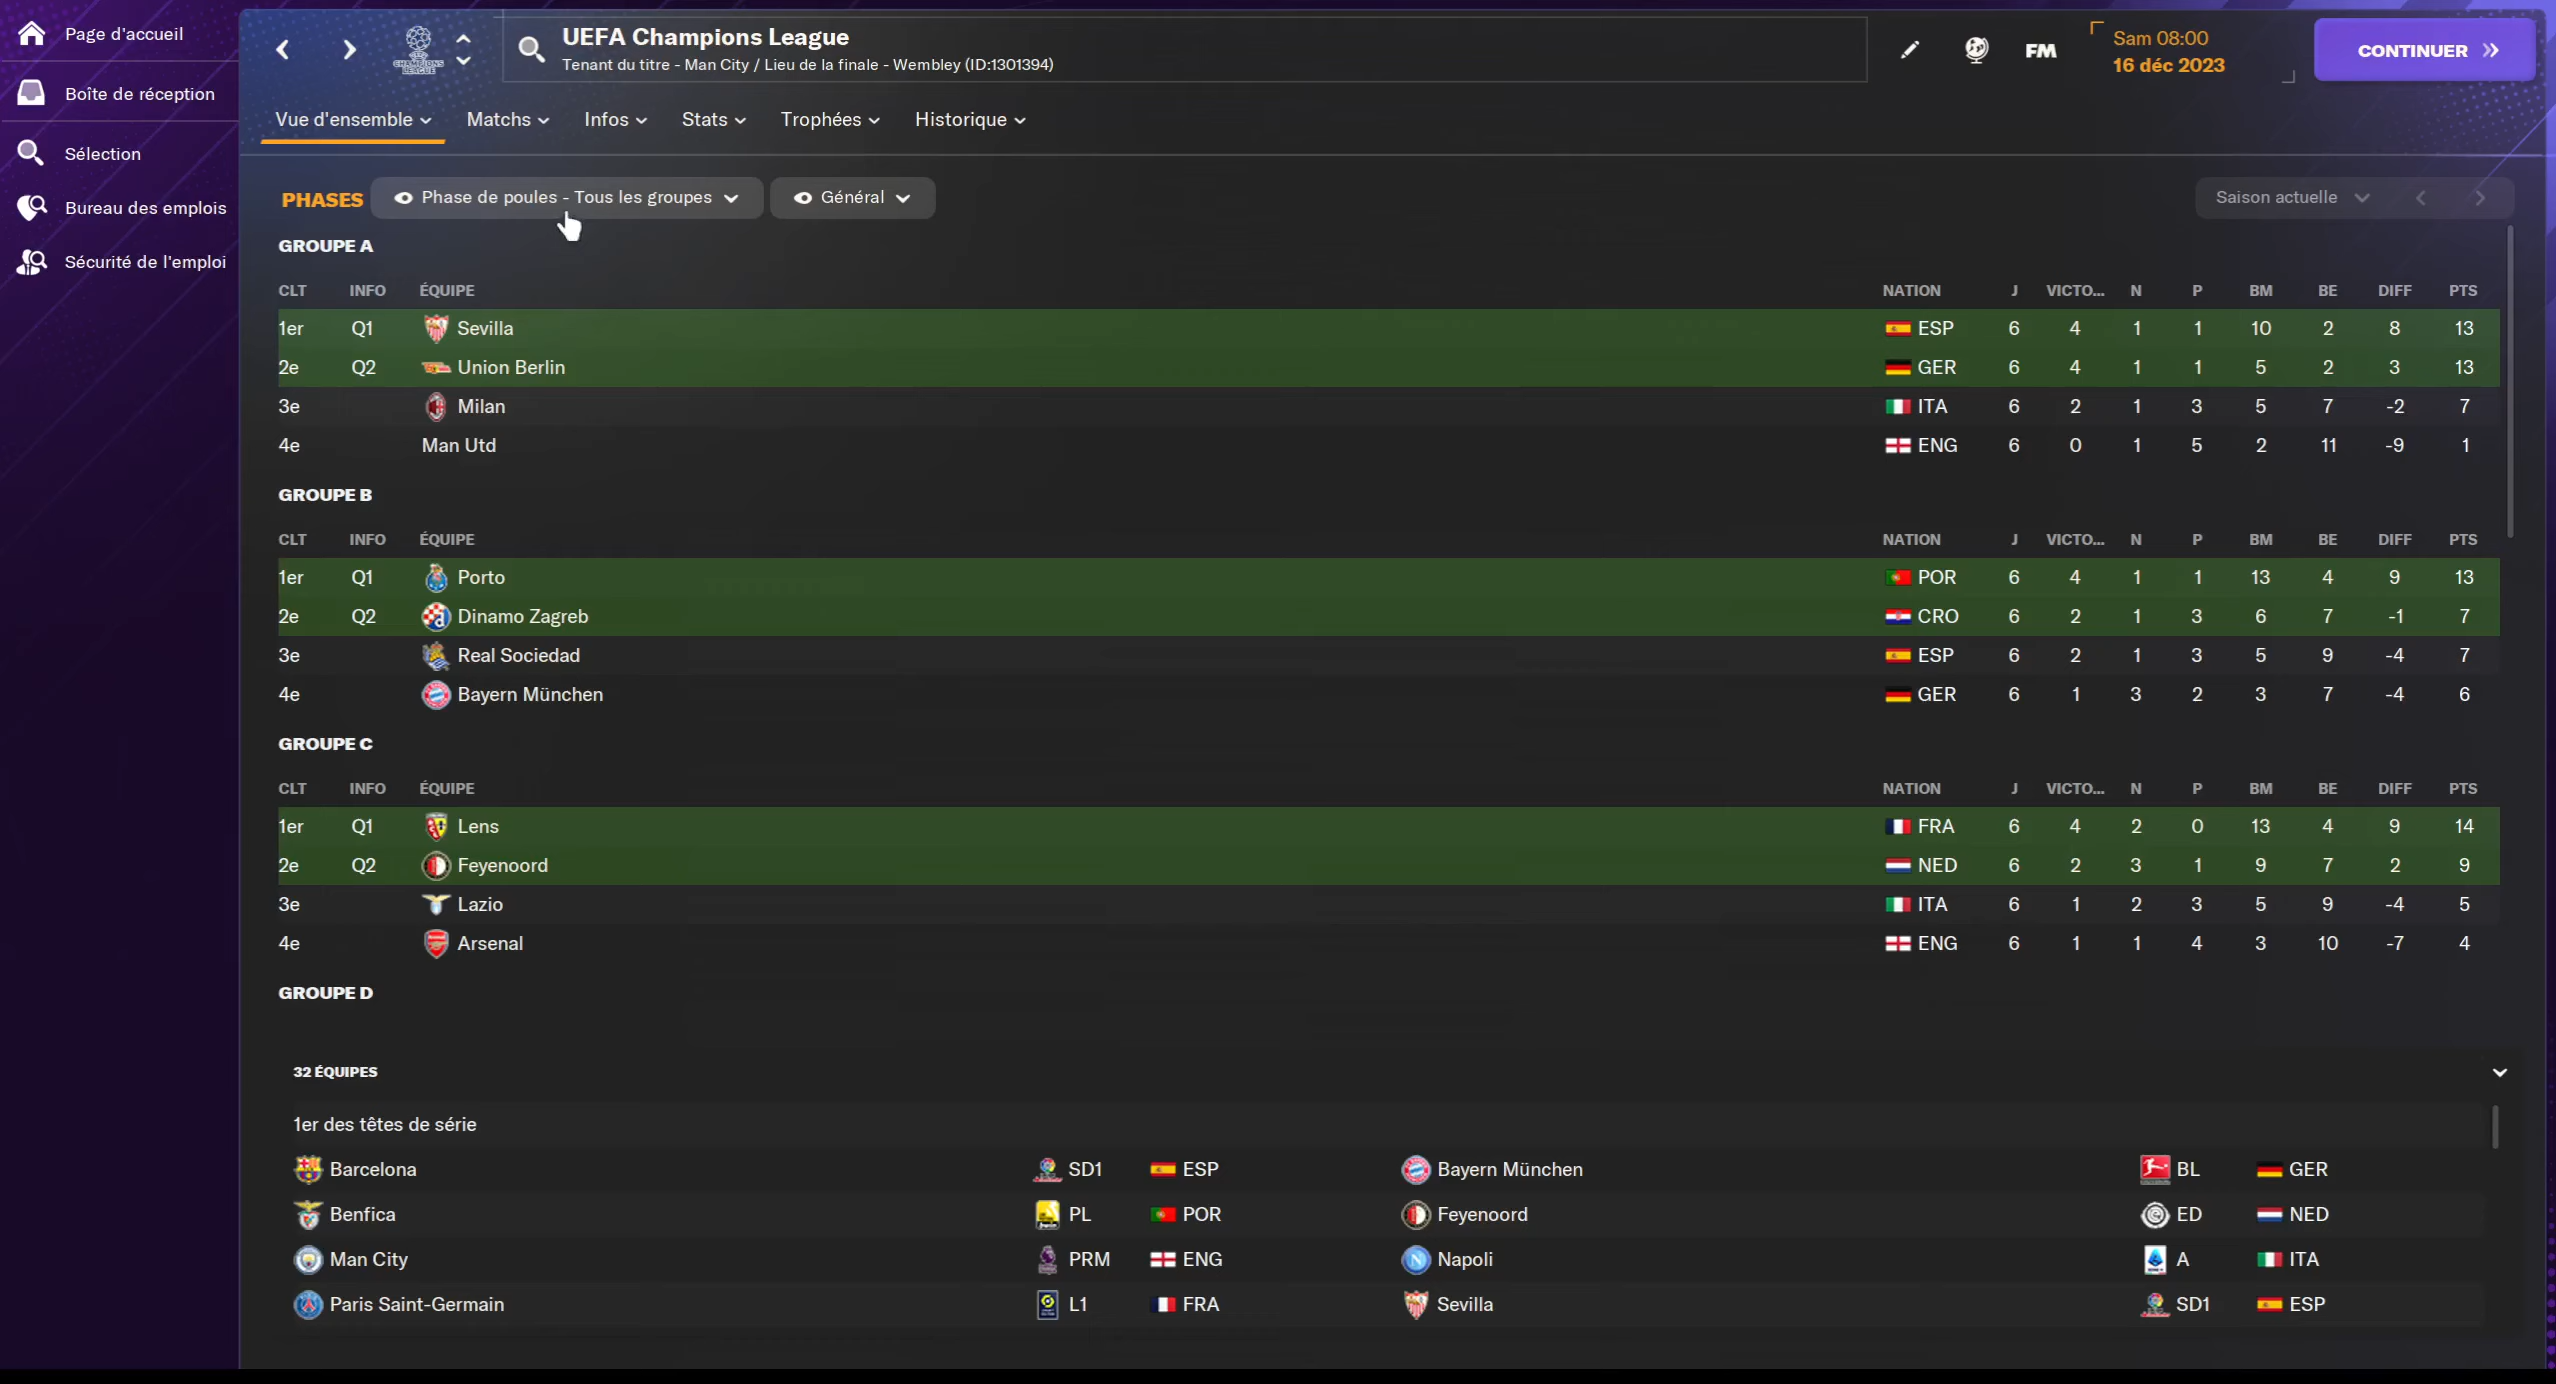 Page d'accueil
Boîte de réception
Sélection
Bureau des emplois
Sécurité de l'emploi
UEFA Champions League
Tenant du titre - Man City / Lieu de la finale - Wembley (ID:1301394)
FM
Sam 08:00
16 déc 2023
CONTINUER
Vue d'ensemble Matchs Infos Stats Trophées Historique
PHASES Phase de poules - Tous les groupes Général Saison actuelle
GROUPE A
CLT INFO ÉQUIPE NATION J VICTO... N P BM BE DIFF PTS
1er Q1 Sevilla ESP 6 4 1 1 10 2 8 13
2e Q2 Union Berlin GER 6 4 1 1 5 2 3 13
3e Milan ITA 6 2 1 3 5 7 -2 7
4e Man Utd ENG 6 0 1 5 2 11 -9 1
GROUPE B
CLT INFO ÉQUIPE NATION J VICTO... N P BM BE DIFF PTS
1er Q1 Porto POR 6 4 1 1 13 4 9 13
2e Q2 Dinamo Zagreb CRO 6 2 1 3 6 7 -1 7
3e Real Sociedad ESP 6 2 1 3 5 9 -4 7
4e Bayern München GER 6 1 3 2 3 7 -4 6
GROUPE C
CLT INFO ÉQUIPE NATION J VICTO... N P BM BE DIFF PTS
1er Q1 Lens FRA 6 4 2 0 13 4 9 14
2e Q2 Feyenoord NED 6 2 3 1 9 7 2 9
3e Lazio ITA 6 1 2 3 5 9 -4 5
4e Arsenal ENG 6 1 1 4 3 10 -7 4
GROUPE D
32 ÉQUIPES
1er des têtes de série
Barcelona SD1 ESP Bayern München BL GER
Benfica PL POR Feyenoord ED NED
Man City PRM ENG Napoli A ITA
Paris Saint-Germain L1 FRA Sevilla SD1 ESP